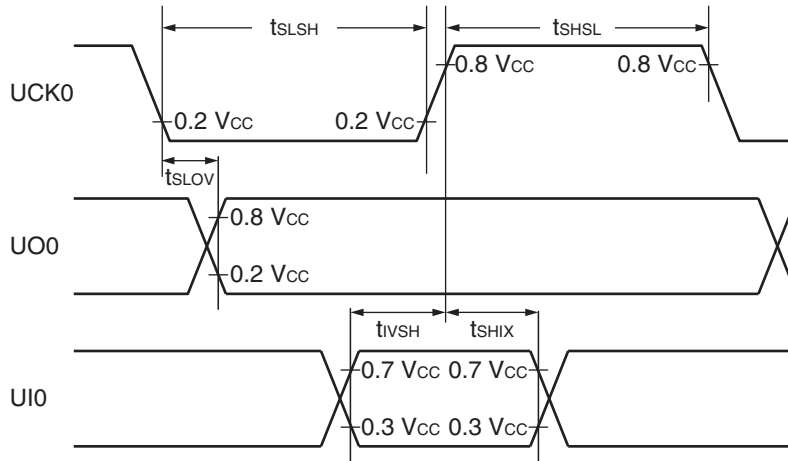 tSLSH tSHSL
UCK0 0.8 VCC 0.8 VCC
0.2 VCC 0.2 VCC
tSLOV
UO0 0.8 VCC
0.2 VCC
tIVSH tSHIX
0.7 VCC 0.7 VCC
UI0
0.3 VCC 0.3 VCC